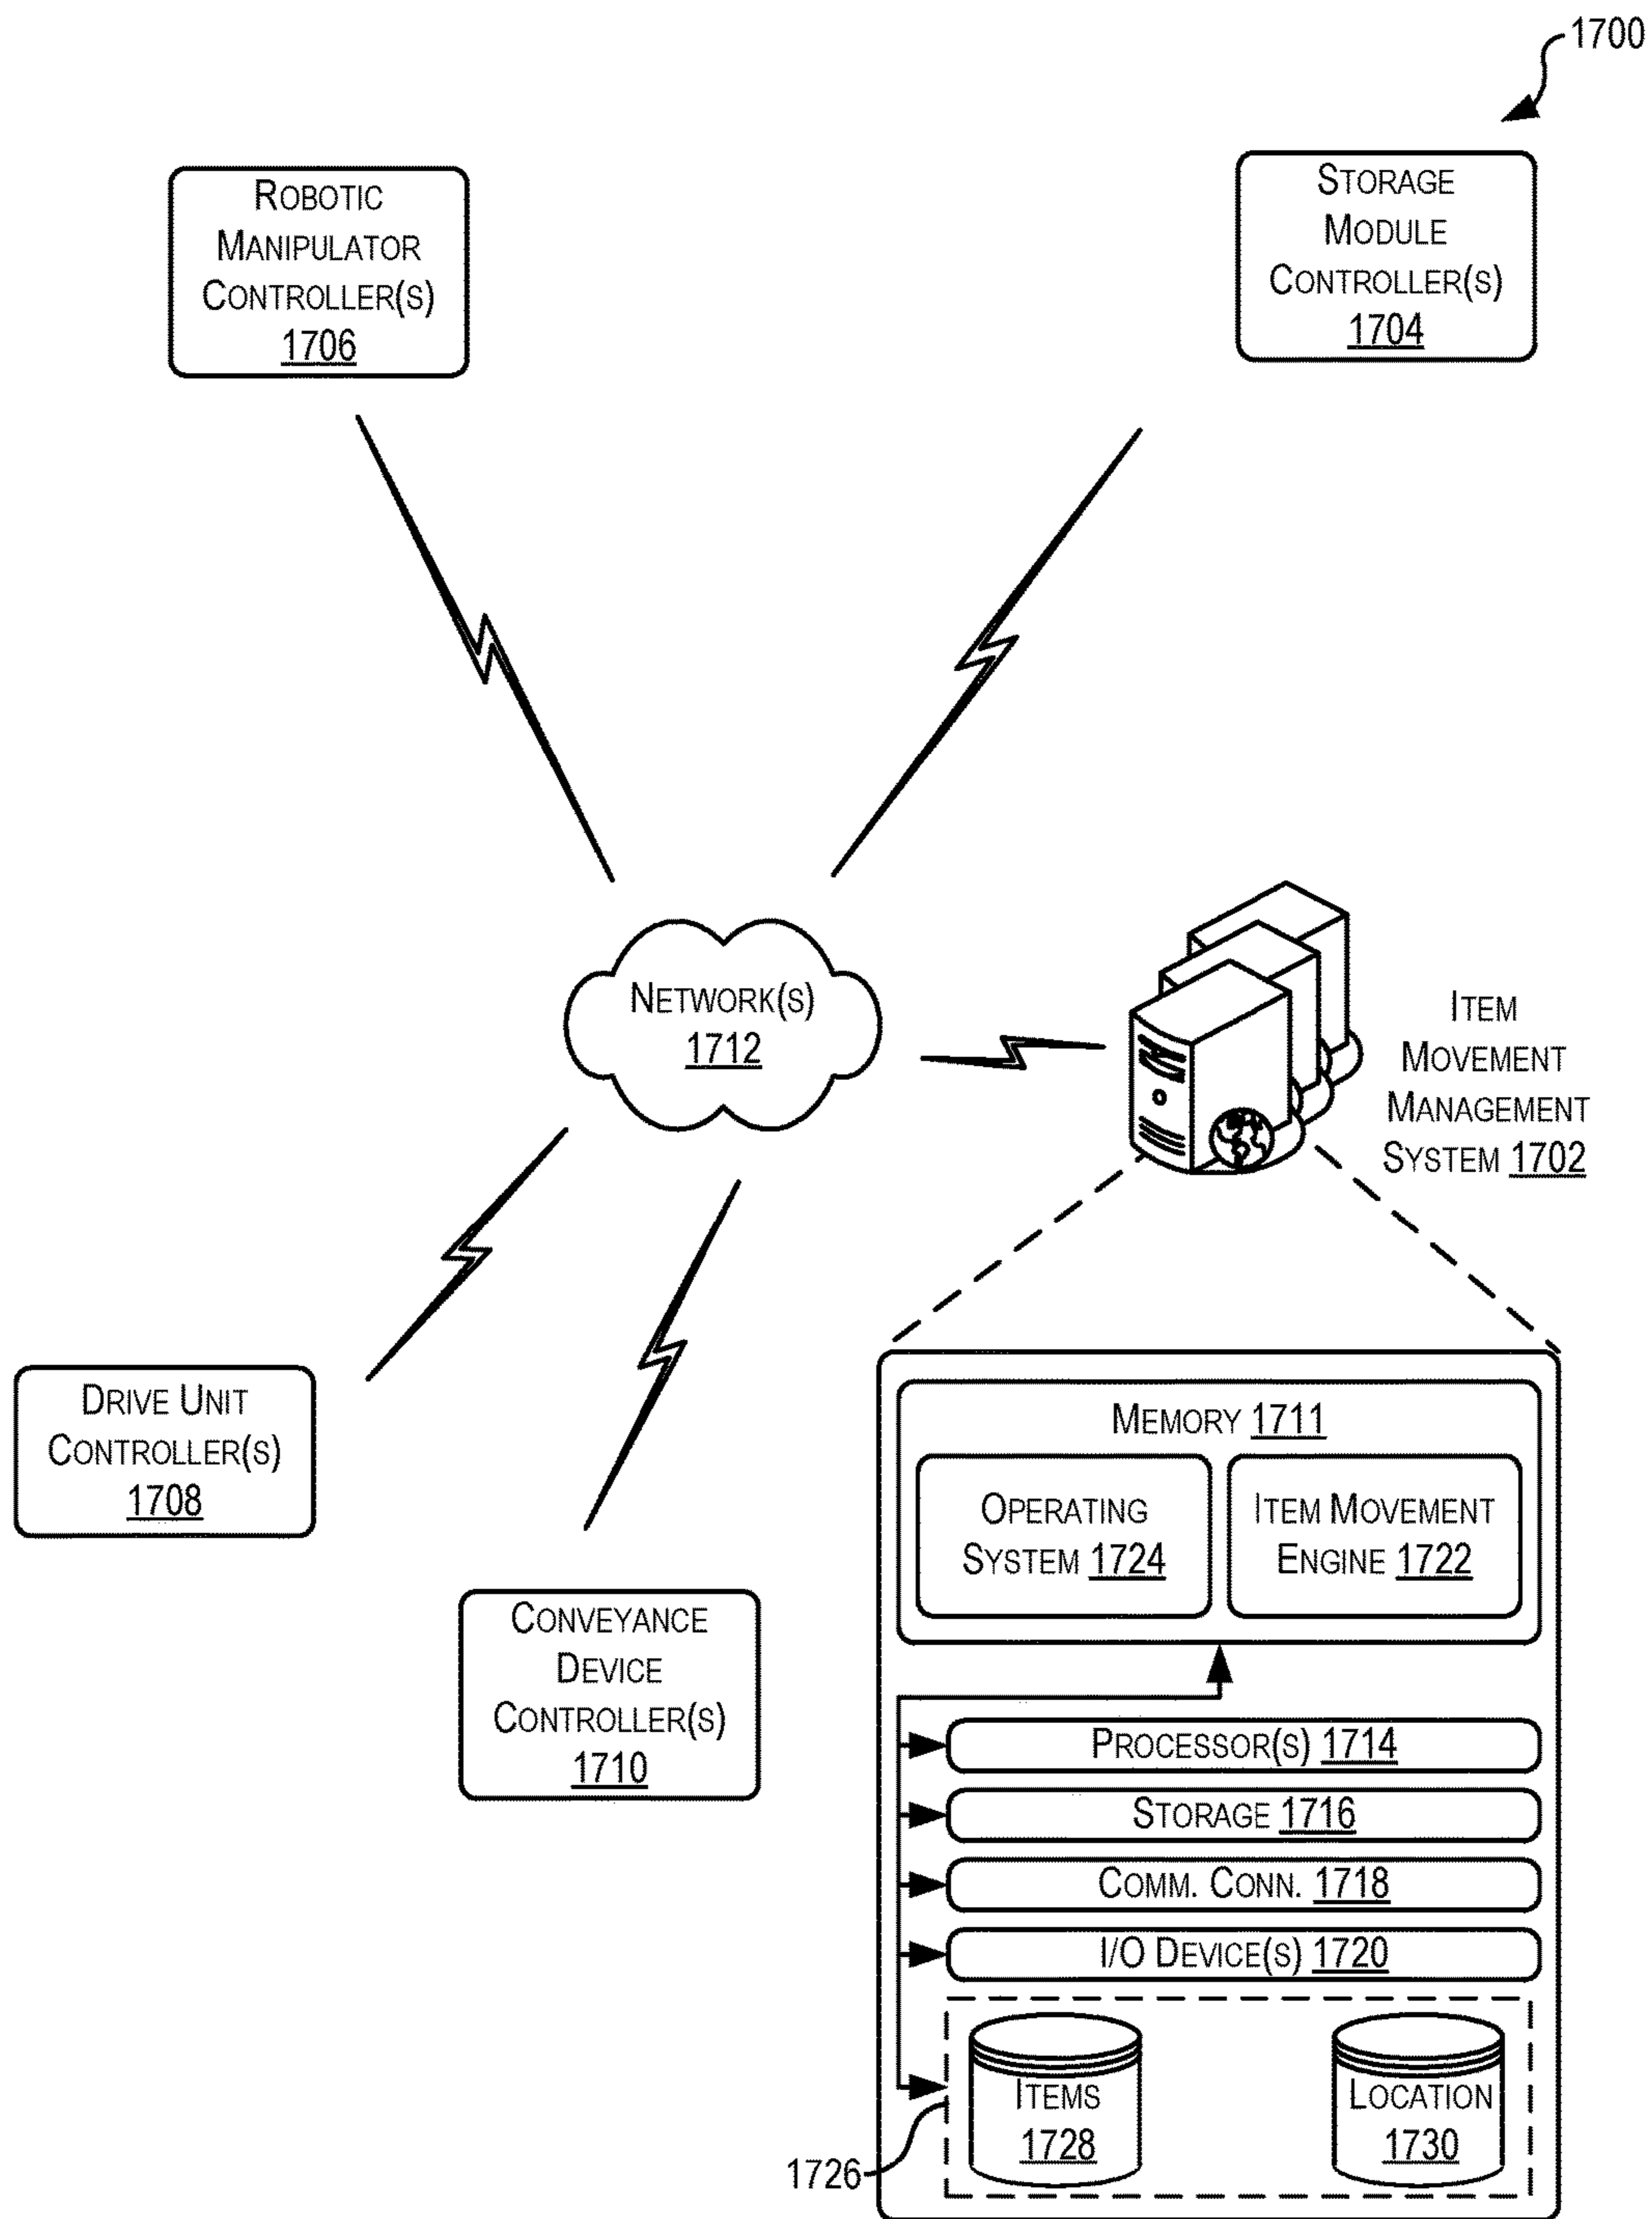 1700
ROBOTIC
MANIPULATOR
CONTROLLER(S)
1706
STORAGE
MODULE
CONTROLLER(S)
1704
NETWORK(S)
1712
ITEM
MOVEMENT
MANAGEMENT
SYSTEM 1702
DRIVE UNIT
CONTROLLER(S)
1708
CONVEYANCE
DEVICE
CONTROLLER(S)
1710
MEMORY 1711
OPERATING
SYSTEM 1724
ITEM MOVEMENT
ENGINE 1722
PROCESSOR(S) 1714
STORAGE 1716
COMM. CONN. 1718
I/O DEVICE(S) 1720
ITEMS
1728
LOCATION
1730
1726